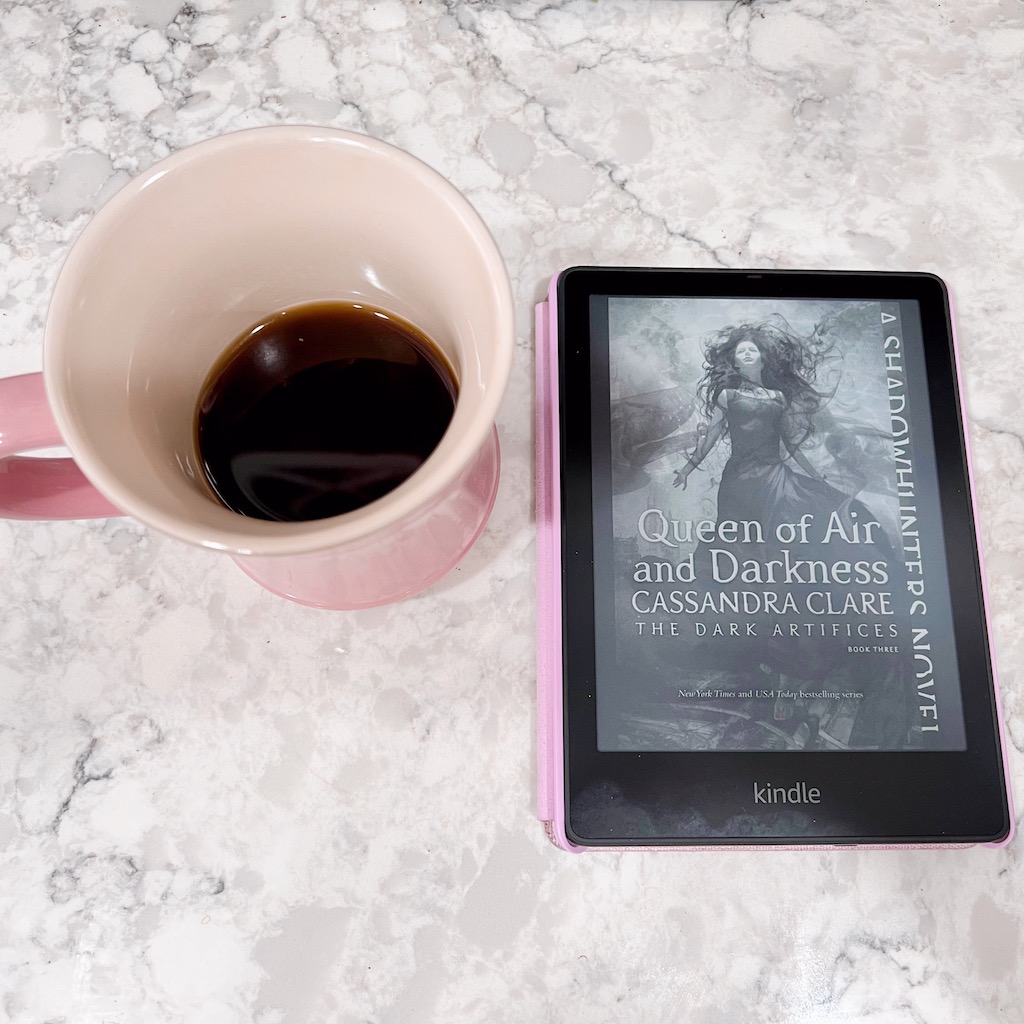 A SHADOWHUNTERS NOVEL
Queen of Air
and Darkness
CASSANDRA CLARE
THE DARK ARTIFICES
BOOK THREE
New York Times and USA Today bestselling series
kindle